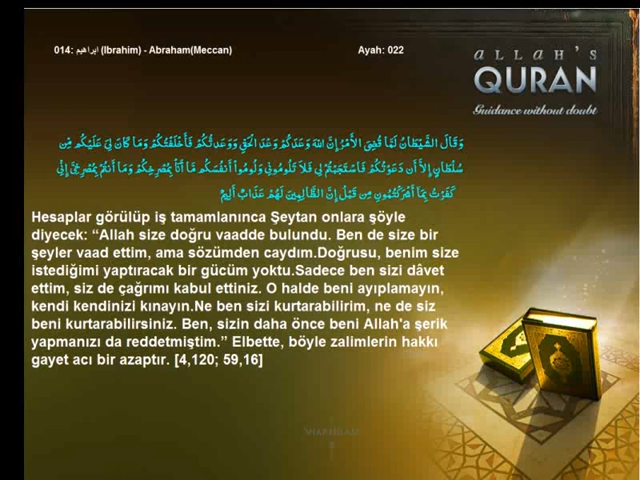 014: ابراهيم (Ibrahim) - Abraham(Meccan)
Ayah: 022
ALLAH'S
QURAN
Guidance without doubt
وَقَالَ الشَّيْطَانُ لَمَّا قُضِيَ الأَمْرُ إِنَّ اللّهَ وَعَدَكُمْ وَعْدَ الْحَقِّ وَوَعَدتُّكُمْ فَأَخْلَفْتُكُمْ وَمَا كَانَ لِيَ عَلَيْكُم مِّن
سُلْطَانٍ إِلاَّ أَن دَعَوْتُكُمْ فَاسْتَجَبْتُمْ لِي فَلاَ تَلُومُونِي وَلُومُواْ أَنفُسَكُم مَّا أَنَاْ بِمُصْرِخِكُمْ وَمَا أَنتُمْ بِمُصْرِخِيَّ إِنِّي
كَفَرْتُ بِمَا أَشْرَكْتُمُونِ مِن قَبْلُ إِنَّ الظَّالِمِينَ لَهُمْ عَذَابٌ أَلِيمٌ
Hesaplar görülüp iş tamamlanınca Şeytan onlara şöyle
diyecek: “Allah size doğru vaadde bulundu. Ben de size bir
şeyler vaad ettim, ama sözümden caydım.Doğrusu, benim size
istediğimi yaptıracak bir gücüm yoktu.Sadece ben sizi dâvet
ettim, siz de çağrımı kabul ettiniz. O halde beni ayıplamayın,
kendi kendinizi kınayın.Ne ben sizi kurtarabilirim, ne de siz
beni kurtarabilirsiniz. Ben, sizin daha önce beni Allah'a şerik
yapmanızı da reddetmiştim.” Elbette, böyle zalimlerin hakkı
gayet acı bir azaptır. [4,120; 59,16]